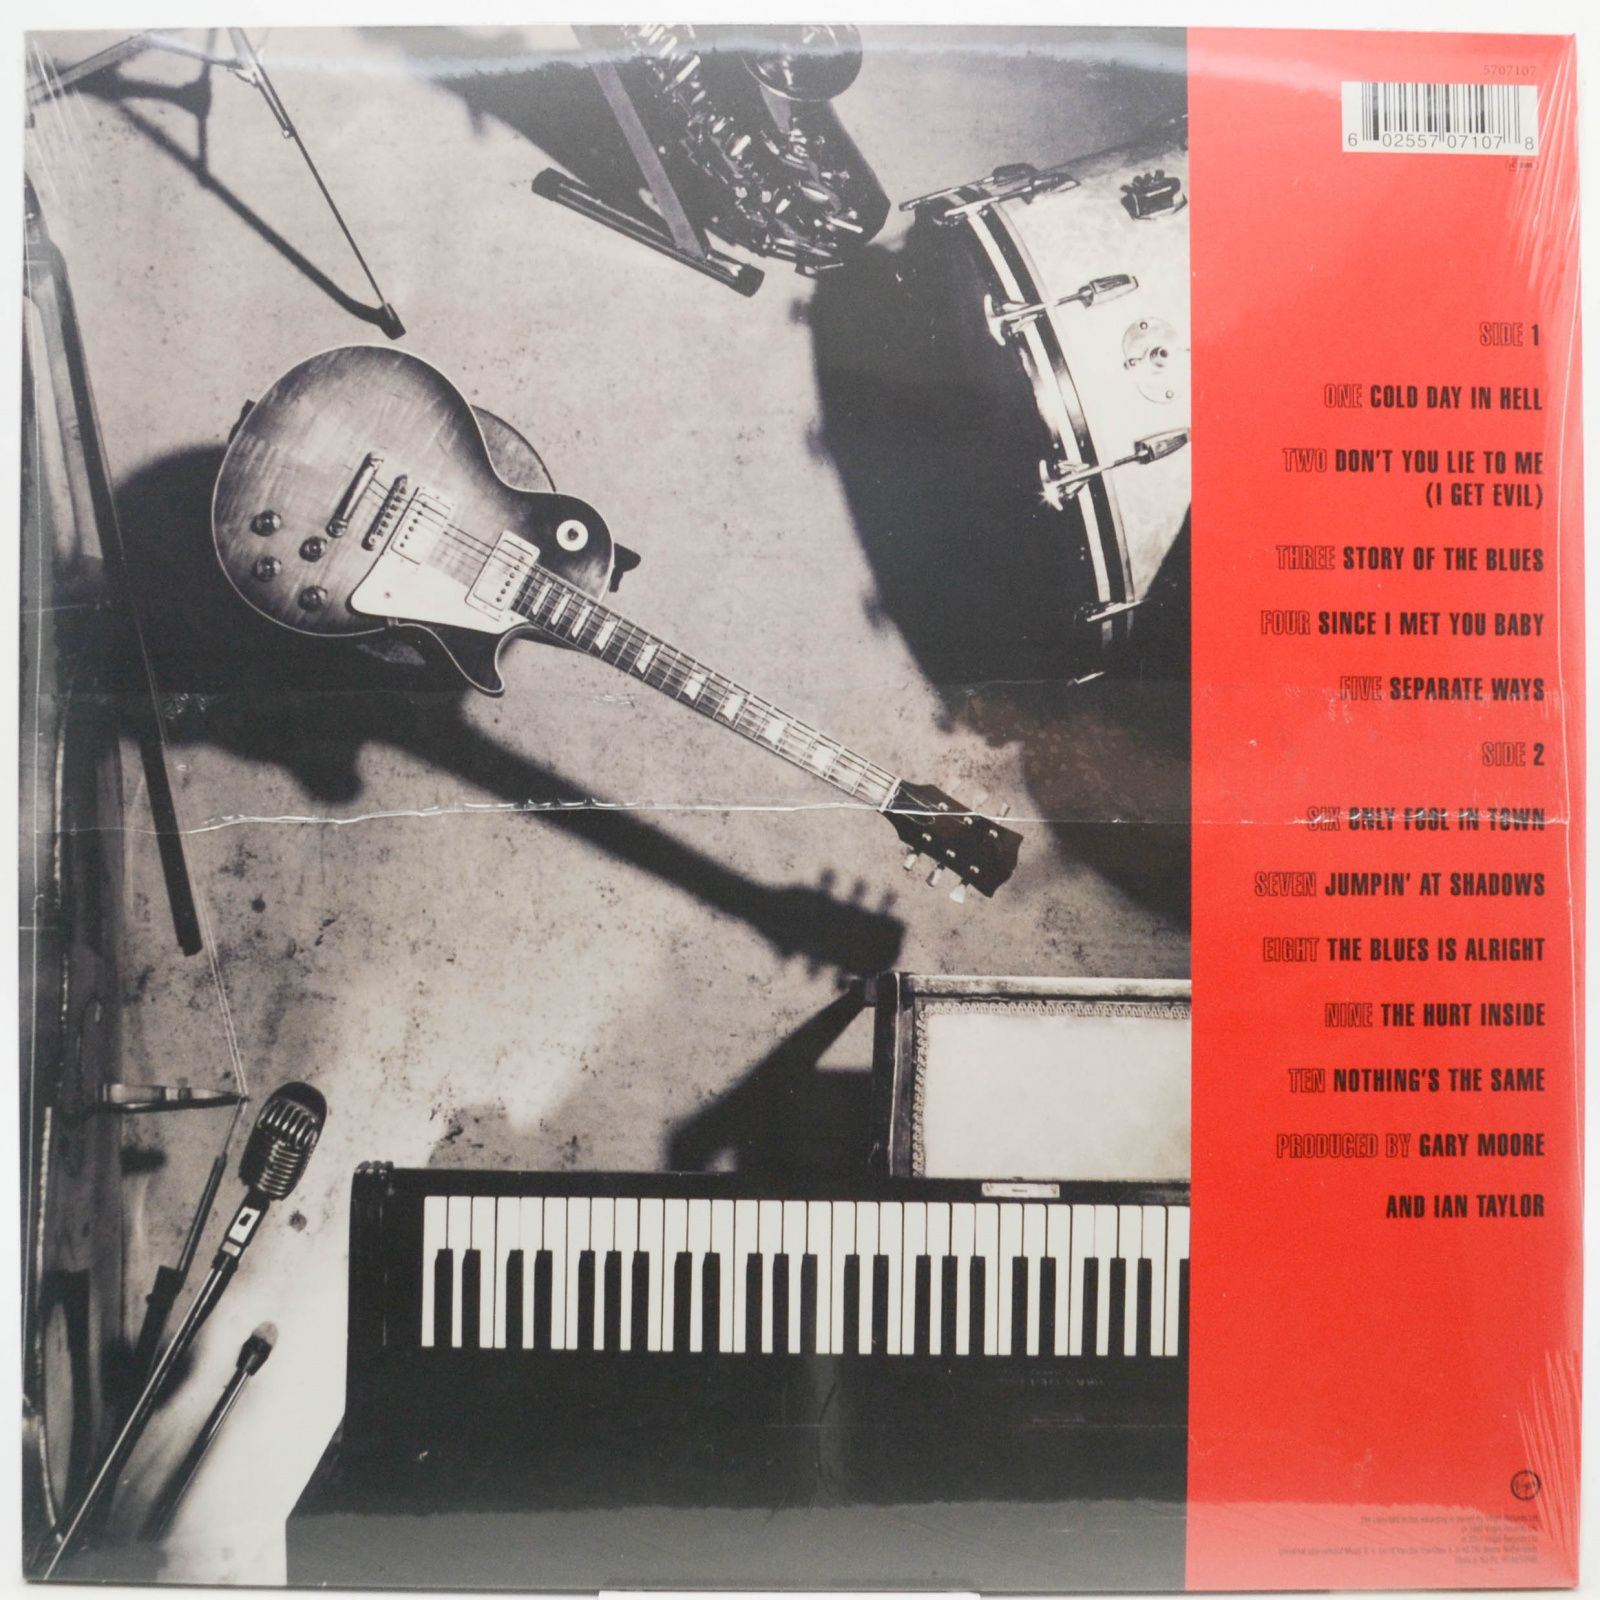 5707107
6 02557 07107 8
SIDE 1
ONE COLD DAY IN HELL
TWO DON'T YOU LIE TO ME
(I GET EVIL)
THREE STORY OF THE BLUES
FOUR SINCE I MET YOU BABY
FIVE SEPARATE WAYS
SIDE 2
SIX ONLY FOOL IN TOWN
SEVEN JUMPIN' AT SHADOWS
EIGHT THE BLUES IS ALRIGHT
NINE THE HURT INSIDE
TEN NOTHING'S THE SAME
PRODUCED BY GARY MOORE
AND IAN TAYLOR